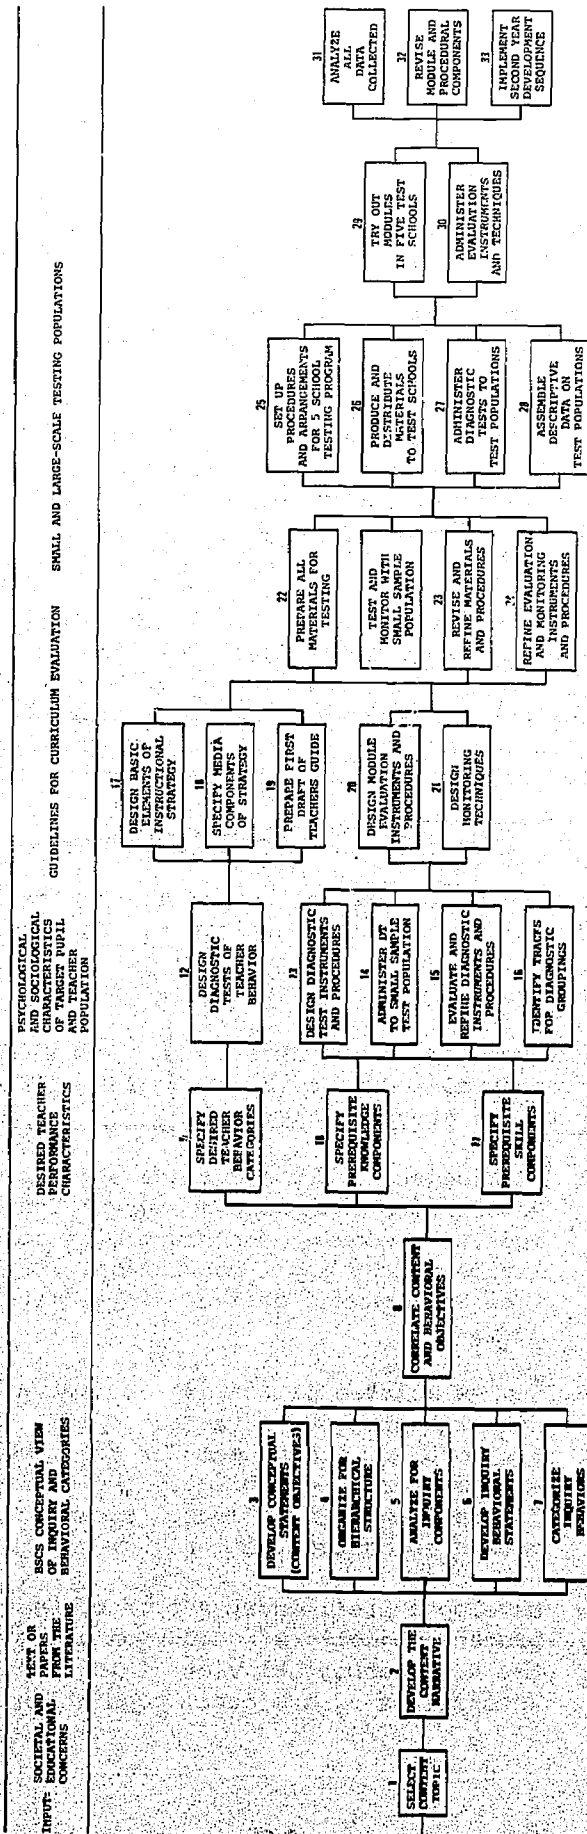 INPUT:
SOCIETAL AND
EDUCATIONAL
CONCERNS
TEXT OR
PAPERS
FROM THE
LITERATURE
BSCS CONCEPTUAL VIEW
OF INQUIRY AND
BEHAVIORAL CATEGORIES
DESIRED TEACHER
PERFORMANCE
CHARACTERISTICS
PSYCHOLOGICAL
AND SOCIOLOGICAL
CHARACTERISTICS
OF TARGET PUPIL
AND TEACHER
POPULATION
GUIDELINES FOR CURRICULUM EVALUATION
SMALL AND LARGE-SCALE TESTING POPULATIONS
1
SELECT
CONTENT
TOPIC
2
DEVELOP THE
CONTENT
NARRATIVE
3
DEVELOP CONCEPTUAL
STATEMENTS
(CONTENT OBJECTIVES)
4
ORGANIZE FOR
HIERARCHICAL
STRUCTURE
5
ANALYZE FOR
INQUIRY
COMPONENTS
6
DEVELOP INQUIRY
BEHAVIORAL
STATEMENTS
7
CATEGORIZE
INQUIRY
BEHAVIORS
8
CORRELATE CONTENT
AND BEHAVIORAL
OBJECTIVES
9
SPECIFY
DESIRED
TEACHER
BEHAVIOR
CATEGORIES
10
SPECIFY
PREREQUISITE
KNOWLEDGE
COMPONENTS
11
SPECIFY
PREREQUISITE
SKILL
COMPONENTS
12
DESIGN
DIAGNOSTIC
TESTS OF
TEACHER
BEHAVIOR
13
DESIGN DIAGNOSTIC
TEST INSTRUMENTS
AND PROCEDURES
14
ADMINISTER DT
TO SMALL SAMPLE
TEST POPULATION
15
EVALUATE AND
REFINE DIAGNOSTIC
INSTRUMENTS AND
PROCEDURES
16
IDENTIFY TRACKS
FOR DIAGNOSTIC
GROUPINGS
17
DESIGN BASIC
ELEMENTS OF
INSTRUCTIONAL
STRATEGY
18
SPECIFY MEDIA
COMPONENTS
OF STRATEGY
19
PREPARE FIRST
DRAFT OF
TEACHERS GUIDE
20
DESIGN MODULE
EVALUATION
INSTRUMENTS AND
PROCEDURES
21
DESIGN
MONITORING
TECHNIQUES
22
PREPARE ALL
MATERIALS FOR
TESTING
TEST AND
MONITOR WITH
SMALL SAMPLE
POPULATION
23
REVISE AND
REFINE MATERIALS
AND PROCEDURES
24
REFINE EVALUATION
AND MONITORING
INSTRUMENTS
AND PROCEDURES
25
SET UP
PROCEDURES
AND ARRANGEMENTS
FOR 5 SCHOOL
TESTING PROGRAM
26
PRODUCE AND
DISTRIBUTE
MATERIALS
TO TEST SCHOOLS
27
ADMINISTER
DIAGNOSTIC
TESTS TO
TEST POPULATIONS
28
ASSEMBLE
DESCRIPTIVE
DATA ON
TEST POPULATIONS
29
TRY OUT
MODULES
IN FIVE TEST
SCHOOLS
30
ADMINISTER
EVALUATION
INSTRUMENTS
AND TECHNIQUES
31
ANALYZE
ALL
DATA
COLLECTED
32
REVISE
MODULE AND
PROCEDURAL
COMPONENTS
33
IMPLEMENT
SECOND YEAR
DEVELOPMENT
SEQUENCE